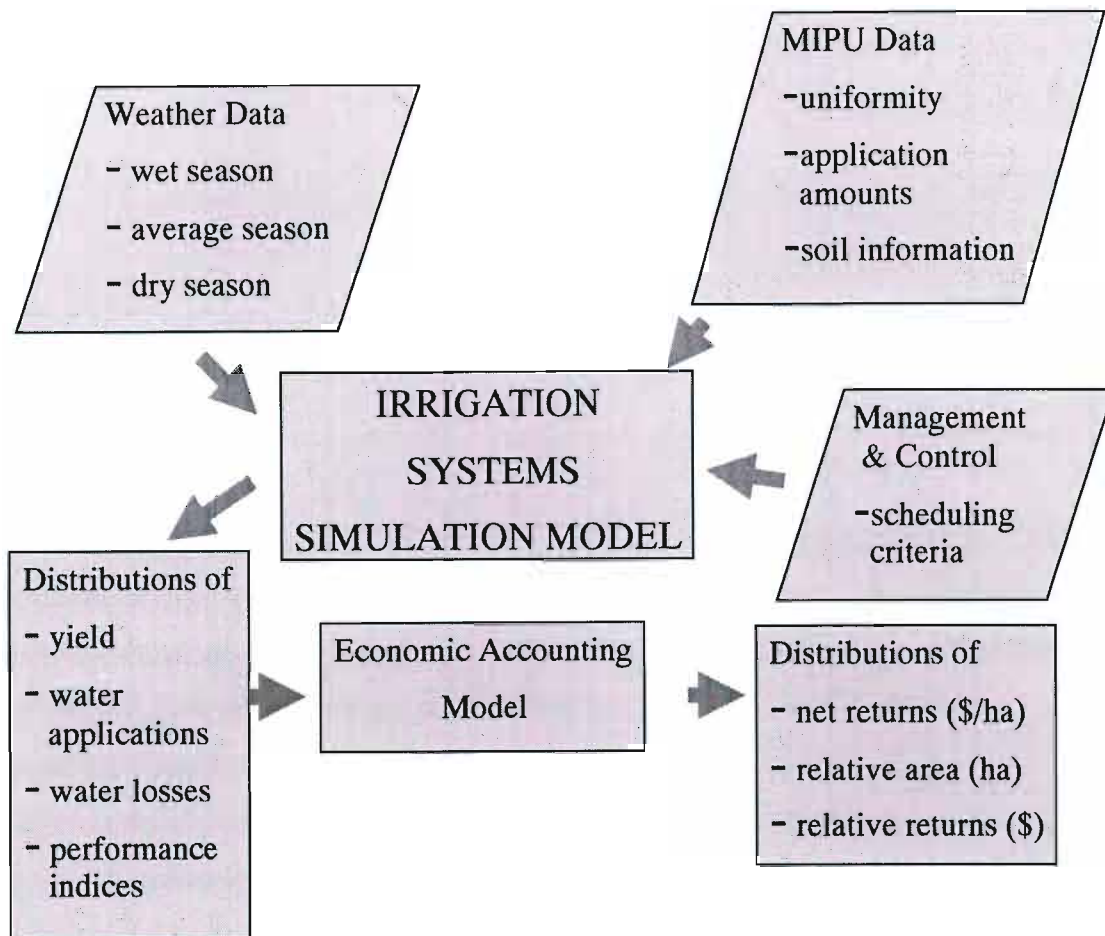 Weather Data
- wet season
- average season
- dry season
MIPU Data
-uniformity
-application
amounts
-soil information
IRRIGATION
SYSTEMS
SIMULATION MODEL
Management
& Control
-scheduling
criteria
Distributions of
- yield
- water
applications
- water losses
- performance
indices
Economic Accounting
Model
Distributions of
- net returns ($/ha)
- relative area (ha)
- relative returns ($)